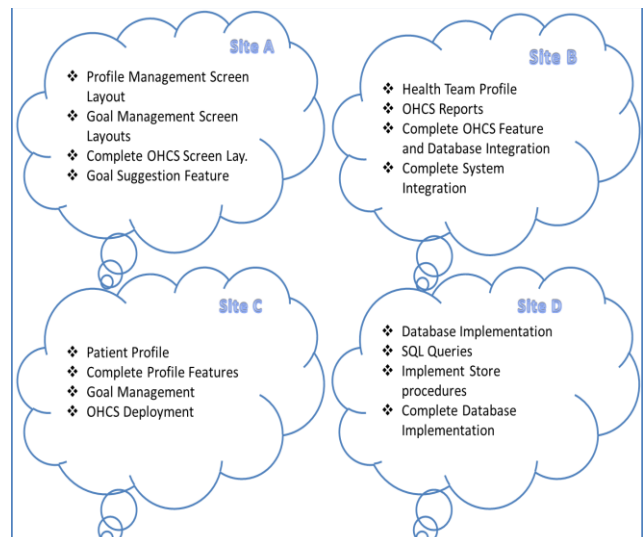 Site A
❖ Profile Management Screen
Layout
❖ Goal Management Screen
Layouts
❖ Complete OHCS Screen Lay.
❖ Goal Suggestion Feature
Site B
❖ Health Team Profile
❖ OHCS Reports
❖ Complete OHCS Feature
and Database Integration
❖ Complete System
Integration
Site C
❖ Patient Profile
❖ Complete Profile Features
❖ Goal Management
❖ OHCS Deployment
Site D
❖ Database Implementation
❖ SQL Queries
❖ Implement Store
procedures
❖ Complete Database
Implementation